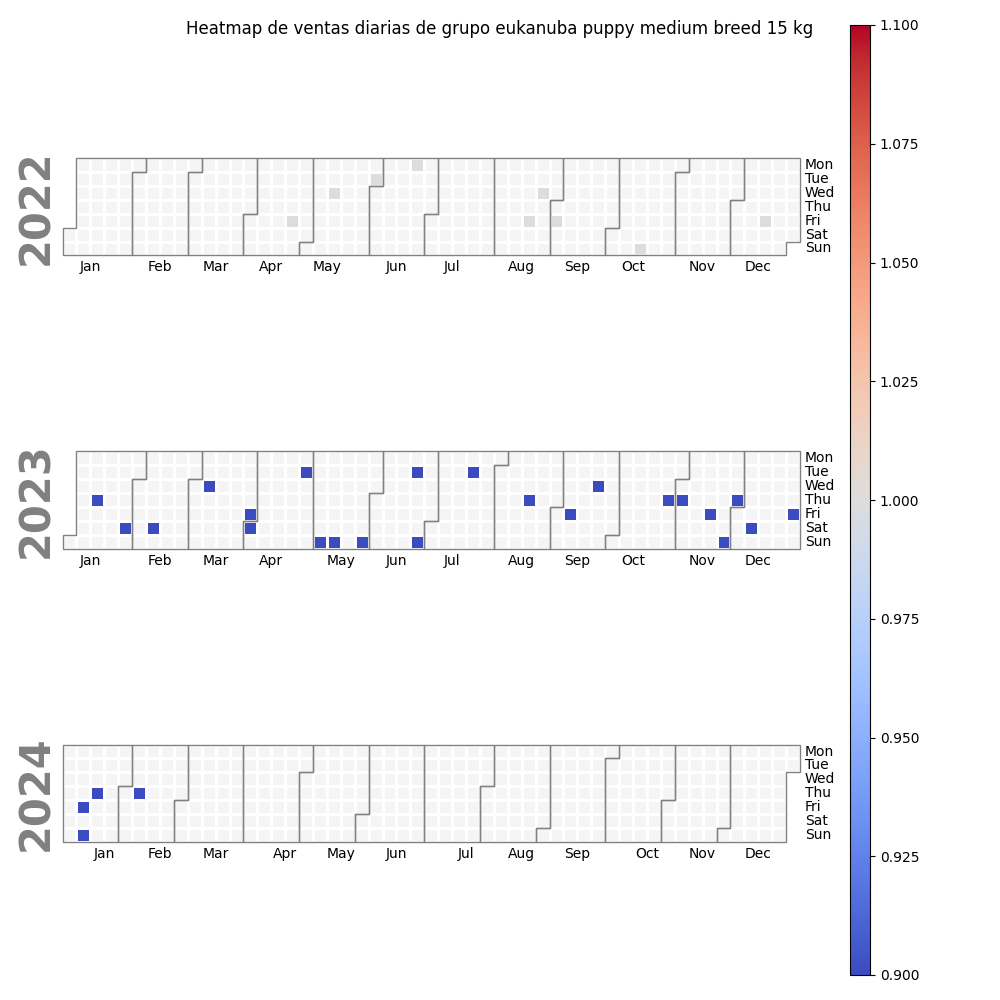 Heatmap de ventas diarias de grupo eukanuba puppy medium breed 15 kg
2022
Mon
Tue
Wed
Thu
Fri
Sat
Sun
Jan Feb Mar Apr May Jun Jul Aug Sep Oct Nov Dec
2023
Mon
Tue
Wed
Thu
Fri
Sat
Sun
Jan Feb Mar Apr May Jun Jul Aug Sep Oct Nov Dec
2024
Mon
Tue
Wed
Thu
Fri
Sat
Sun
Jan Feb Mar Apr May Jun Jul Aug Sep Oct Nov Dec
1.100
1.075
1.050
1.025
1.000
0.975
0.950
0.925
0.900